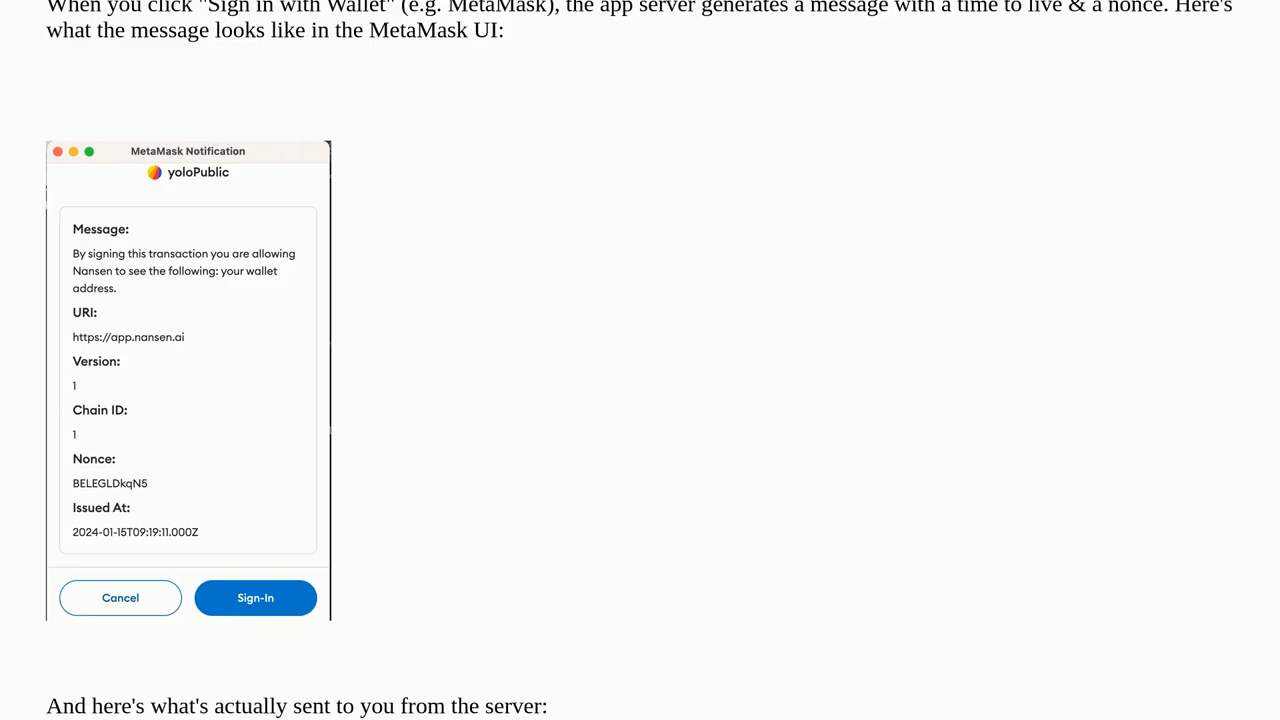 When you click "Sign in with Wallet" (e.g. MetaMask), the app server generates a message with a time to live & a nonce. Here's
what the message looks like in the MetaMask UI:
MetaMask Notification
yoloPublic
Message:
By signing this transaction you are allowing
Nansen to see the following: your wallet
address.
URI:
https://app.nansen.ai
Version:
1
Chain ID:
1
Nonce:
BELEGLDkqN5
Issued At:
2024-01-15T09:19:11.000Z
Cancel
Sign-In
And here's what's actually sent to you from the server: